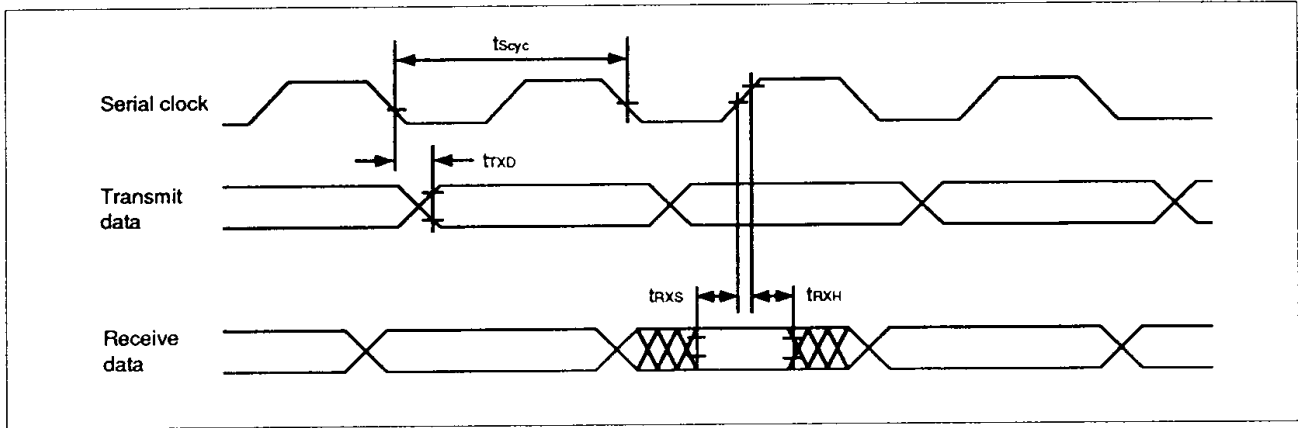 tScyc
Serial clock
tTXD
Transmit
data
tRXS
tRXH
Receive
data